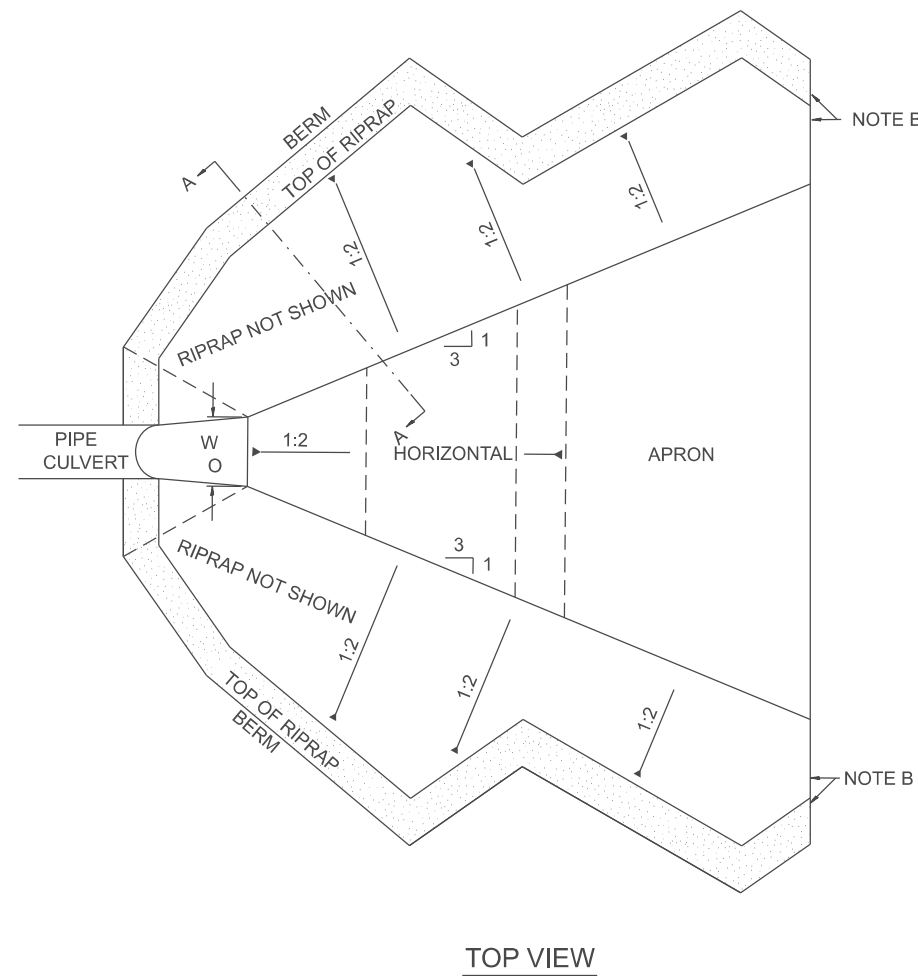 BERM
TOP OF RIPRAP
NOTE B
A
1:2
1:2
1:2
RIPRAP NOT SHOWN
1
3
A
PIPE
CULVERT
W
O
1:2
HORIZONTAL
APRON
3
1
RIPRAP NOT SHOWN
1:2
1:2
1:2
TOP OF RIPRAP
BERM
NOTE B
TOP VIEW